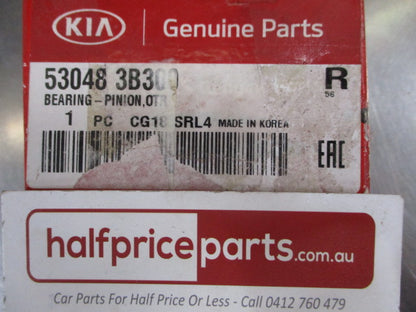 KIA Genuine Parts
53048 3B300 R
BEARING-PINION,OTR 56
1 PC CG18 SRL4 MADE IN KOREA
EAC
halfpriceparts.com.au
Car Parts For Half Price Or Less - Call 0412 760 479